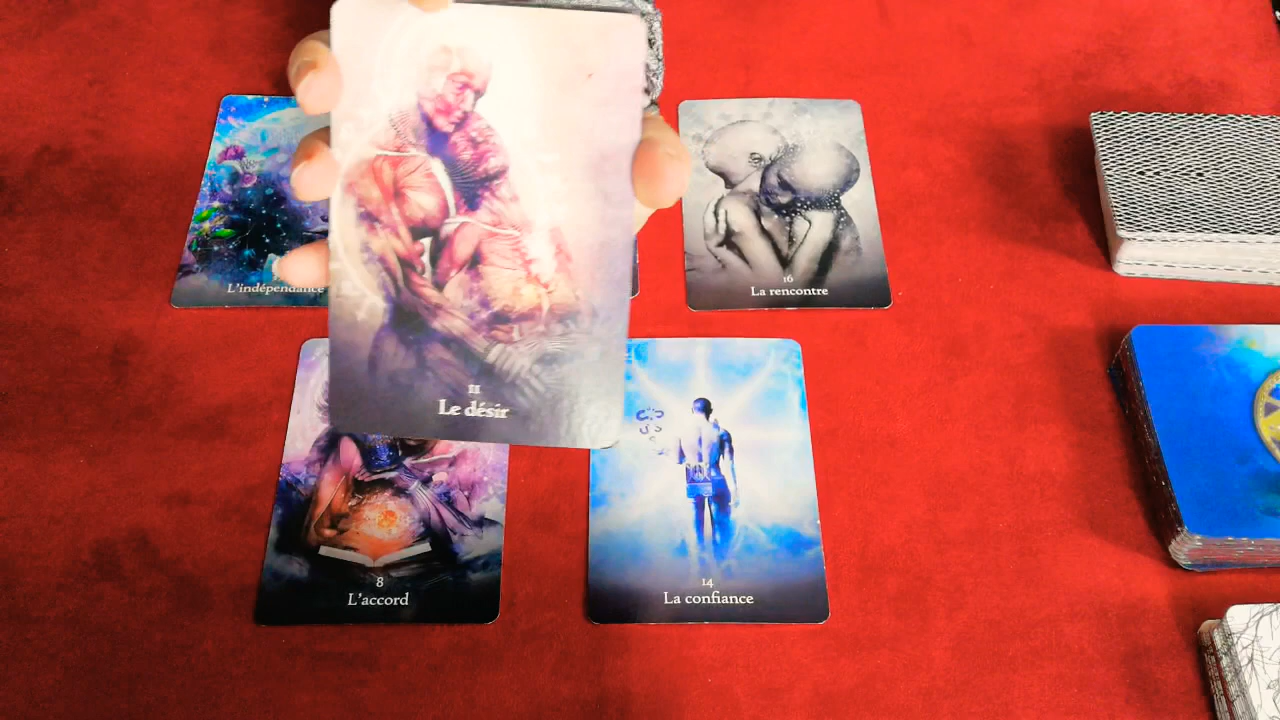 L'indépendance
16
La rencontre
11
Le désir
8
L'accord
14
La confiance